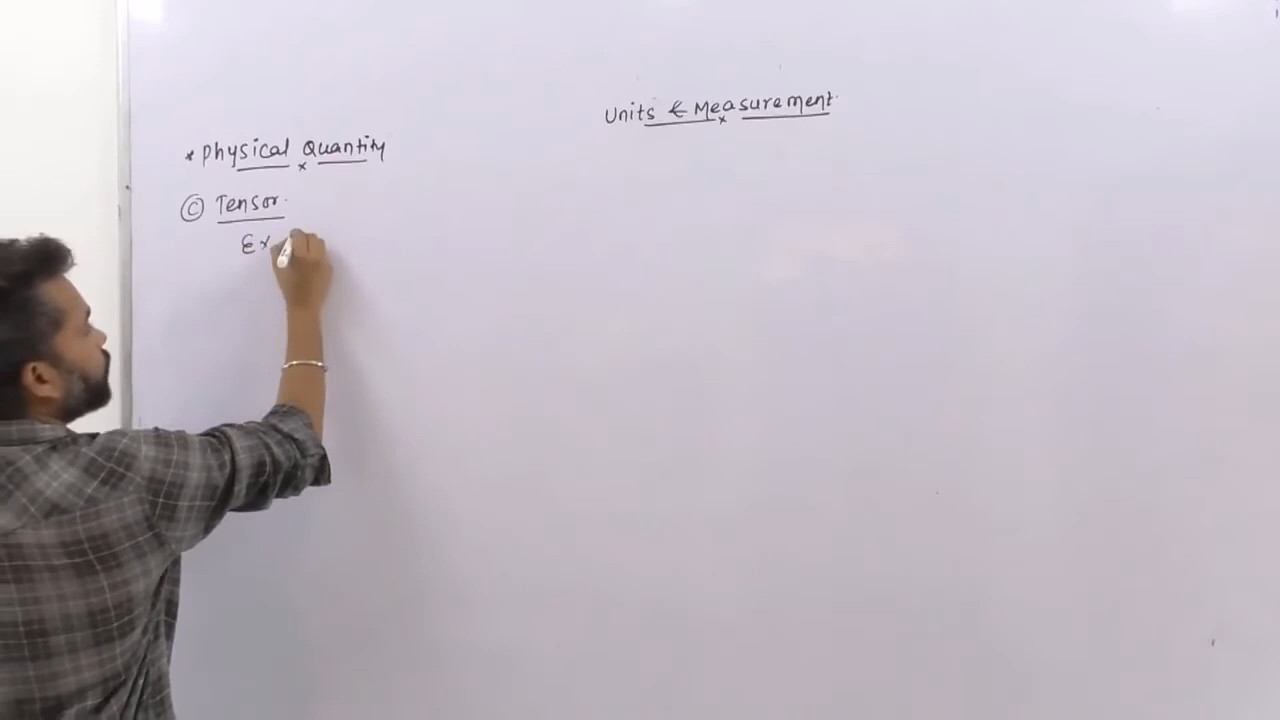 Units & Measurement
* Physical Quantity
Ⓒ Tensor.
Ex